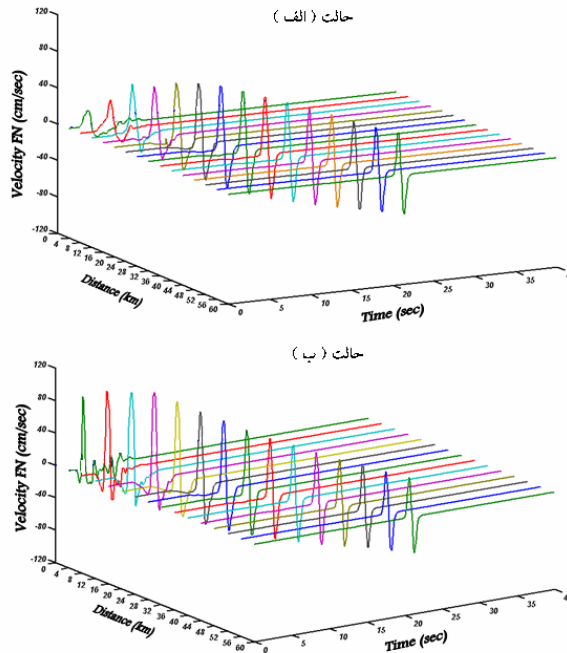 حالت ( الف )
120
80
40
0
-40
-80
-120
Velocity FN (cm/sec)
0 4 8 12 16 20 24 28 32 36 40 44 48 52 56 60
Distance (km)
0 5 10 15 20 25 30 35
Time (sec)
حالت ( ب )
120
80
40
0
-40
-80
-120
Velocity FN (cm/sec)
0 4 8 12 16 20 24 28 32 36 40 44 48 52 56 60
Distance (km)
0 5 10 15 20 25 30 35
Time (sec)